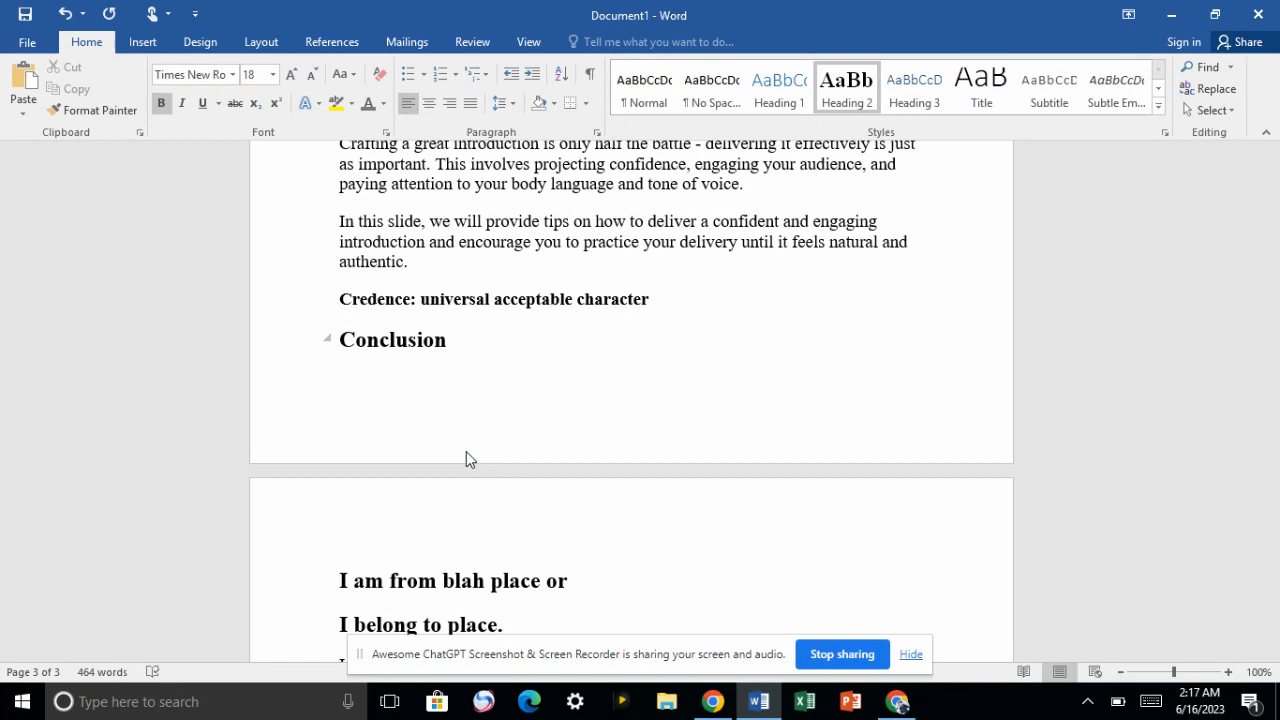 Document1 - Word
File Home Insert Design Layout References Mailings Review View Tell me what you want to do... Sign in Share
Paste Cut Copy Format Painter
Times New Ro 18 Aa
AaBbCcDc AaBbCcDc AaBbCc AaBb AaBbCcD AaB AaBbCcD AaBbCcDc
¶ Normal ¶ No Spac... Heading 1 Heading 2 Heading 3 Title Subtitle Subtle Em...
Find Replace Select
Clipboard Font Paragraph Styles Editing
Crafting a great introduction is only half the battle - delivering it effectively is just
as important. This involves projecting confidence, engaging your audience, and
paying attention to your body language and tone of voice.
In this slide, we will provide tips on how to deliver a confident and engaging
introduction and encourage you to practice your delivery until it feels natural and
authentic.
Credence: universal acceptable character
Conclusion
I am from blah place or
I belong to place.
Awesome ChatGPT Screenshot & Screen Recorder is sharing your screen and audio. Stop sharing Hide
Page 3 of 3 464 words 100%
Type here to search
2:17 AM
6/16/2023